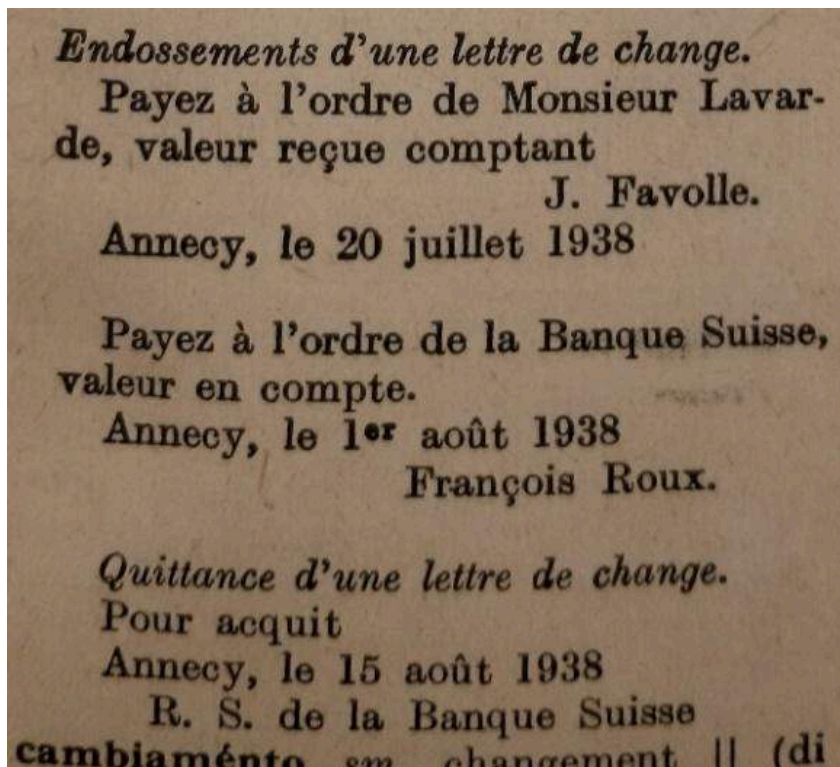 Endossements d'une lettre de change.
Payez à l'ordre de Monsieur Lavar-
de, valeur reçue comptant
J. Favolle.
Annecy, le 20 juillet 1938
Payez à l'ordre de la Banque Suisse,
valeur en compte.
Annecy, le 1er août 1938
François Roux.
Quittance d'une lettre de change.
Pour acquit
Annecy, le 15 août 1938
R. S. de la Banque Suisse
cambiaménto sm. changement || (di